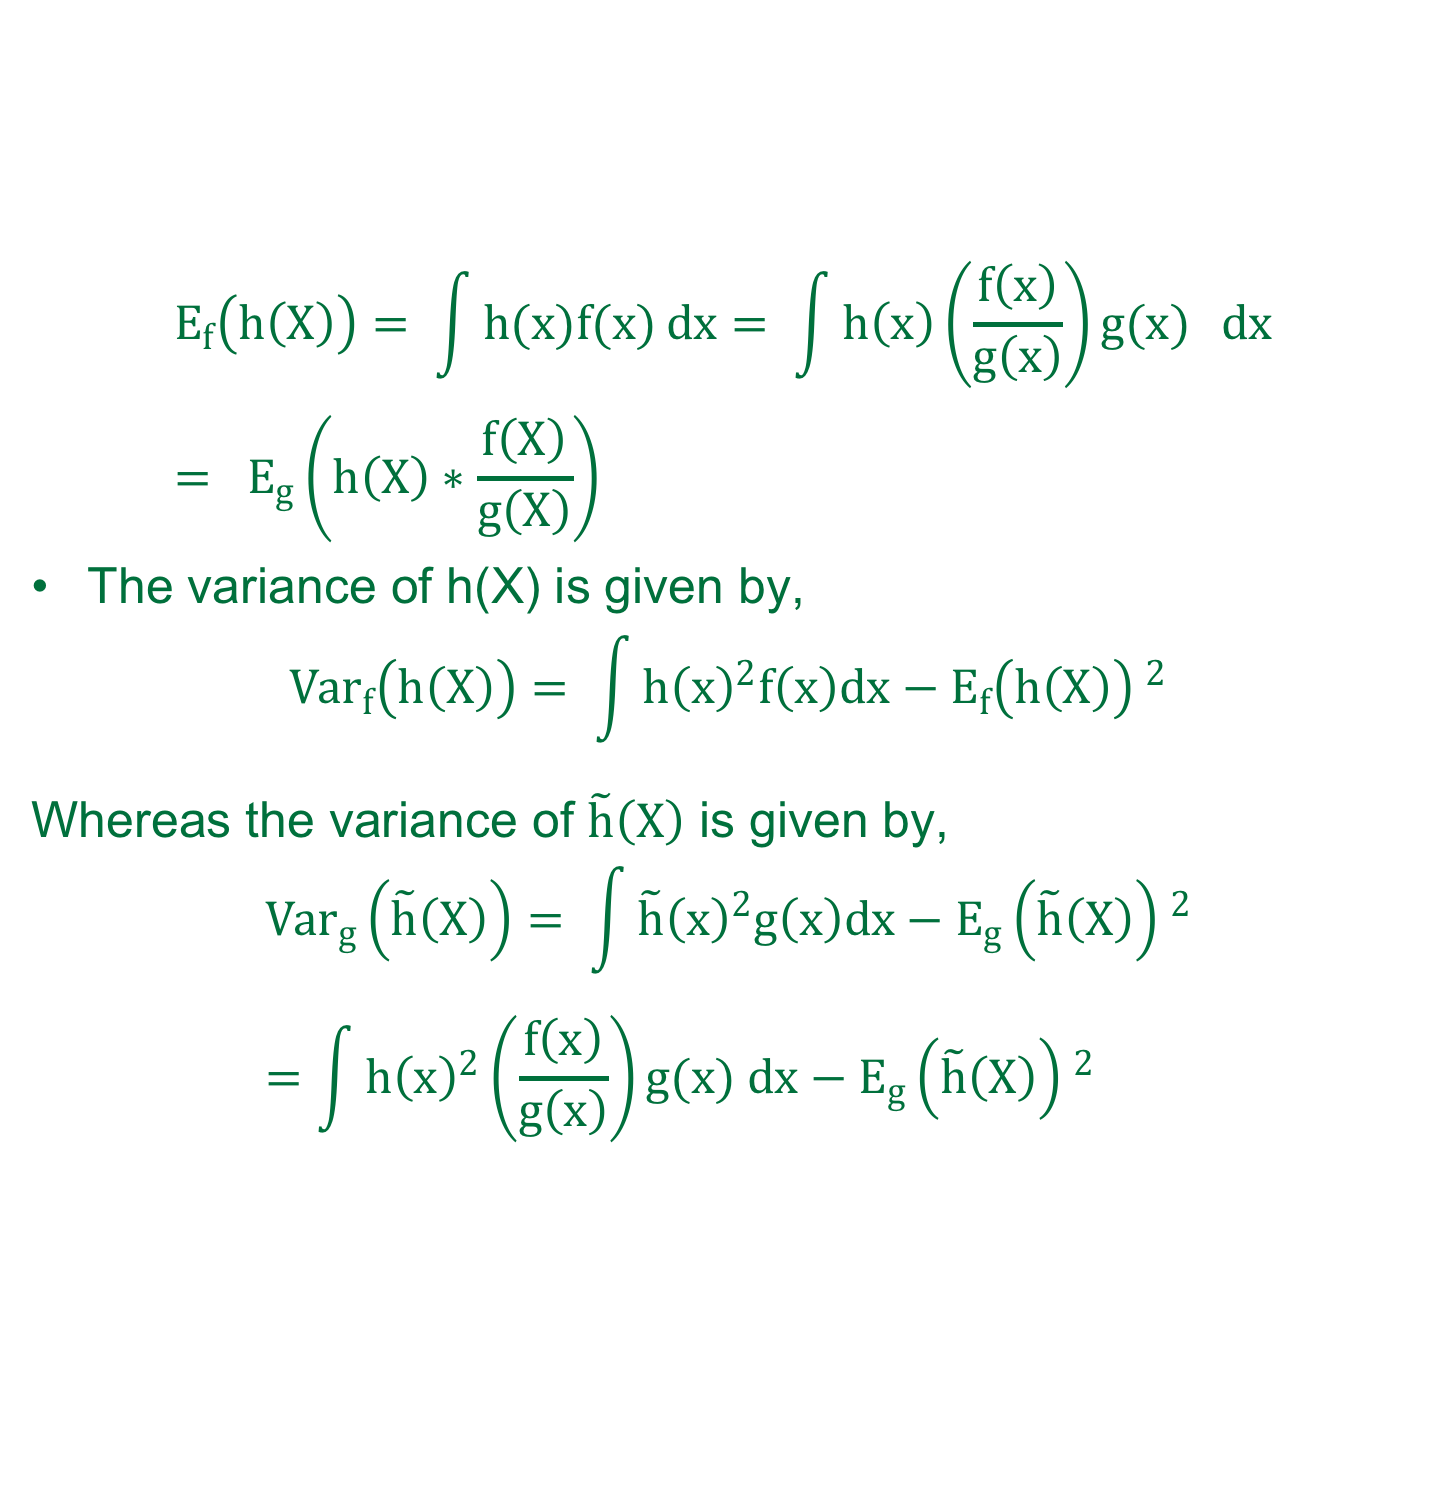 E_f(h(X)) = ∫ h(x)f(x) dx = ∫ h(x) (f(x)/g(x)) g(x) dx
= E_g (h(X) * f(X)/g(X))
• The variance of h(X) is given by,
Var_f(h(X)) = ∫ h(x)²f(x)dx − E_f(h(X)) ²
Whereas the variance of h̃(X) is given by,
Var_g (h̃(X)) = ∫ h̃(x)²g(x)dx − E_g (h̃(X)) ²
= ∫ h(x)² (f(x)/g(x)) g(x) dx − E_g (h̃(X)) ²